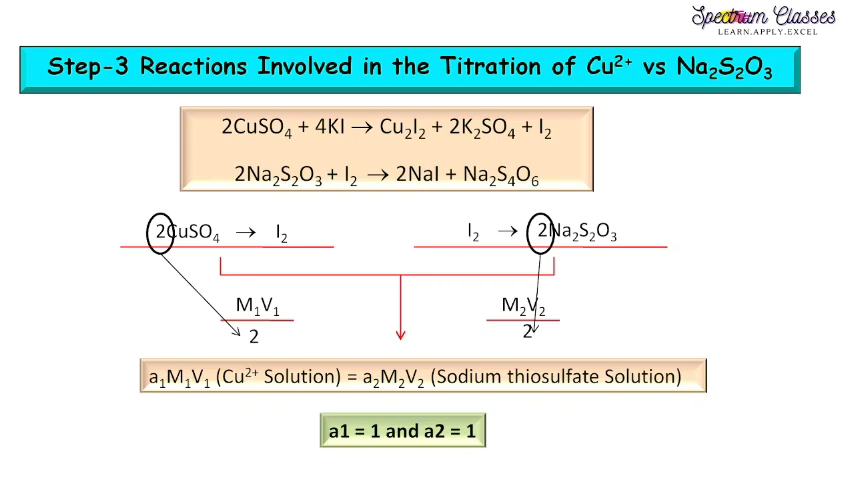 Spectrum Classes
LEARN.APPLY.EXCEL
Step-3 Reactions Involved in the Titration of Cu²⁺ vs Na₂S₂O₃
2CuSO₄ + 4KI → Cu₂I₂ + 2K₂SO₄ + I₂
2Na₂S₂O₃ + I₂ → 2NaI + Na₂S₄O₆
2CuSO₄ → I₂
I₂ → 2Na₂S₂O₃
M₁V₁
2
M₂V₂
2
a₁M₁V₁ (Cu²⁺ Solution) = a₂M₂V₂ (Sodium thiosulfate Solution)
a1 = 1 and a2 = 1